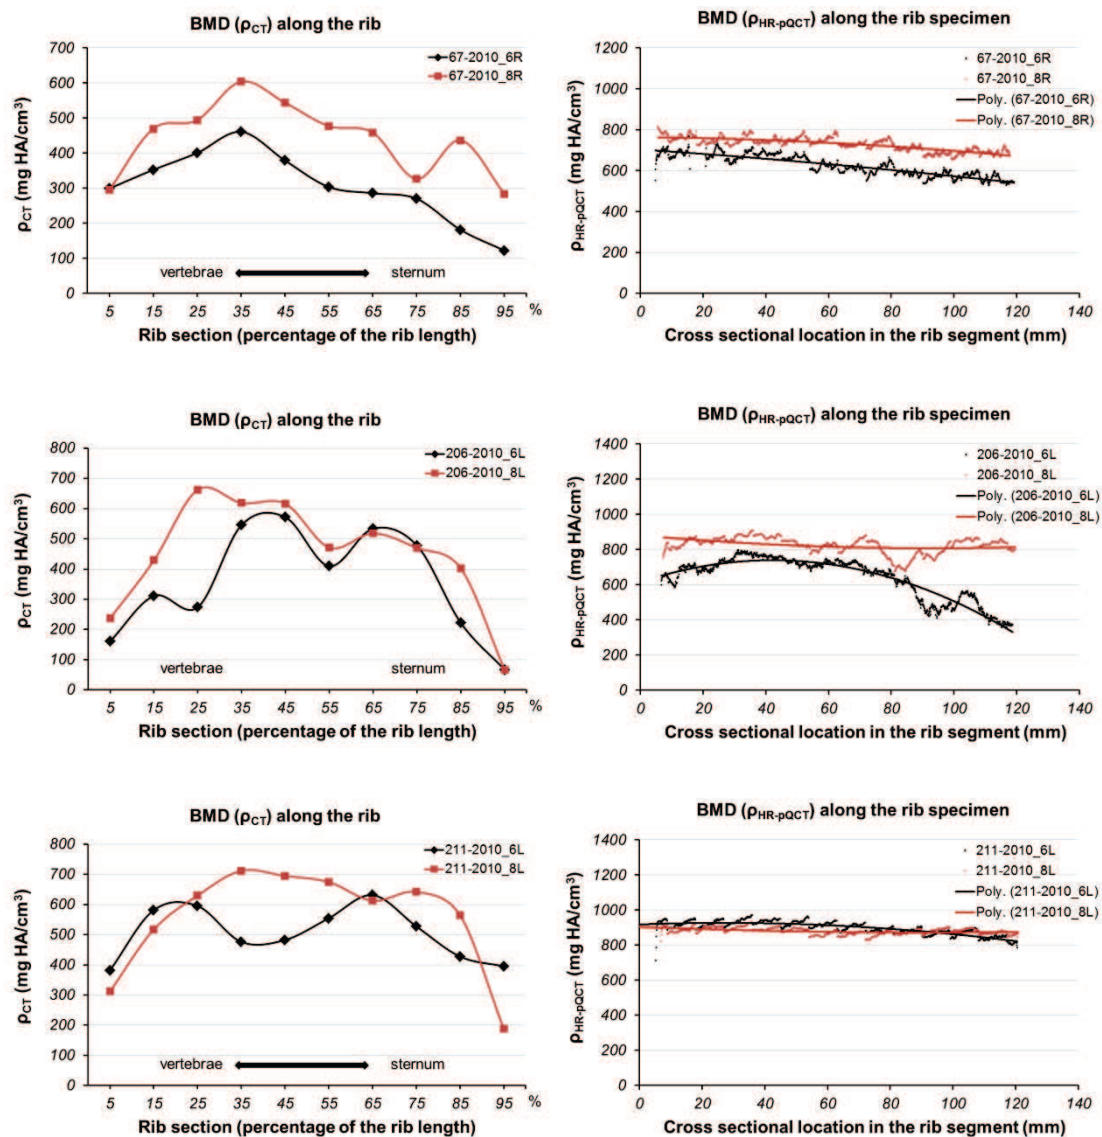 BMD (ρCT) along the rib
700
600
500
400
300
200
100
0
ρCT (mg HA/cm³)
67-2010_6R
67-2010_8R
vertebrae
sternum
5 15 25 35 45 55 65 75 85 95 %
Rib section (percentage of the rib length)
BMD (ρHR-pQCT) along the rib specimen
1200
1000
800
600
400
200
0
ρHR-pQCT (mg HA/cm³)
67-2010_6R
67-2010_8R
Poly. (67-2010_6R)
Poly. (67-2010_8R)
0 20 40 60 80 100 120 140
Cross sectional location in the rib segment (mm)
BMD (ρCT) along the rib
800
700
600
500
400
300
200
100
0
ρCT (mg HA/cm³)
206-2010_6L
206-2010_8L
vertebrae
sternum
5 15 25 35 45 55 65 75 85 95 %
Rib section (percentage of the rib length)
BMD (ρHR-pQCT) along the rib specimen
1400
1200
1000
800
600
400
200
0
ρHR-pQCT (mg HA/cm³)
206-2010_6L
206-2010_8L
Poly. (206-2010_6L)
Poly. (206-2010_8L)
0 20 40 60 80 100 120 140
Cross sectional location in the rib segment (mm)
BMD (ρCT) along the rib
800
700
600
500
400
300
200
100
0
ρCT (mg HA/cm³)
211-2010_6L
211-2010_8L
vertebrae
sternum
5 15 25 35 45 55 65 75 85 95 %
Rib section (percentage of the rib length)
BMD (ρHR-pQCT) along the rib specimen
1400
1200
1000
800
600
400
200
0
ρHR-pQCT (mg HA/cm³)
211-2010_6L
211-2010_8L
Poly. (211-2010_6L)
Poly. (211-2010_8L)
0 20 40 60 80 100 120 140
Cross sectional location in the rib segment (mm)